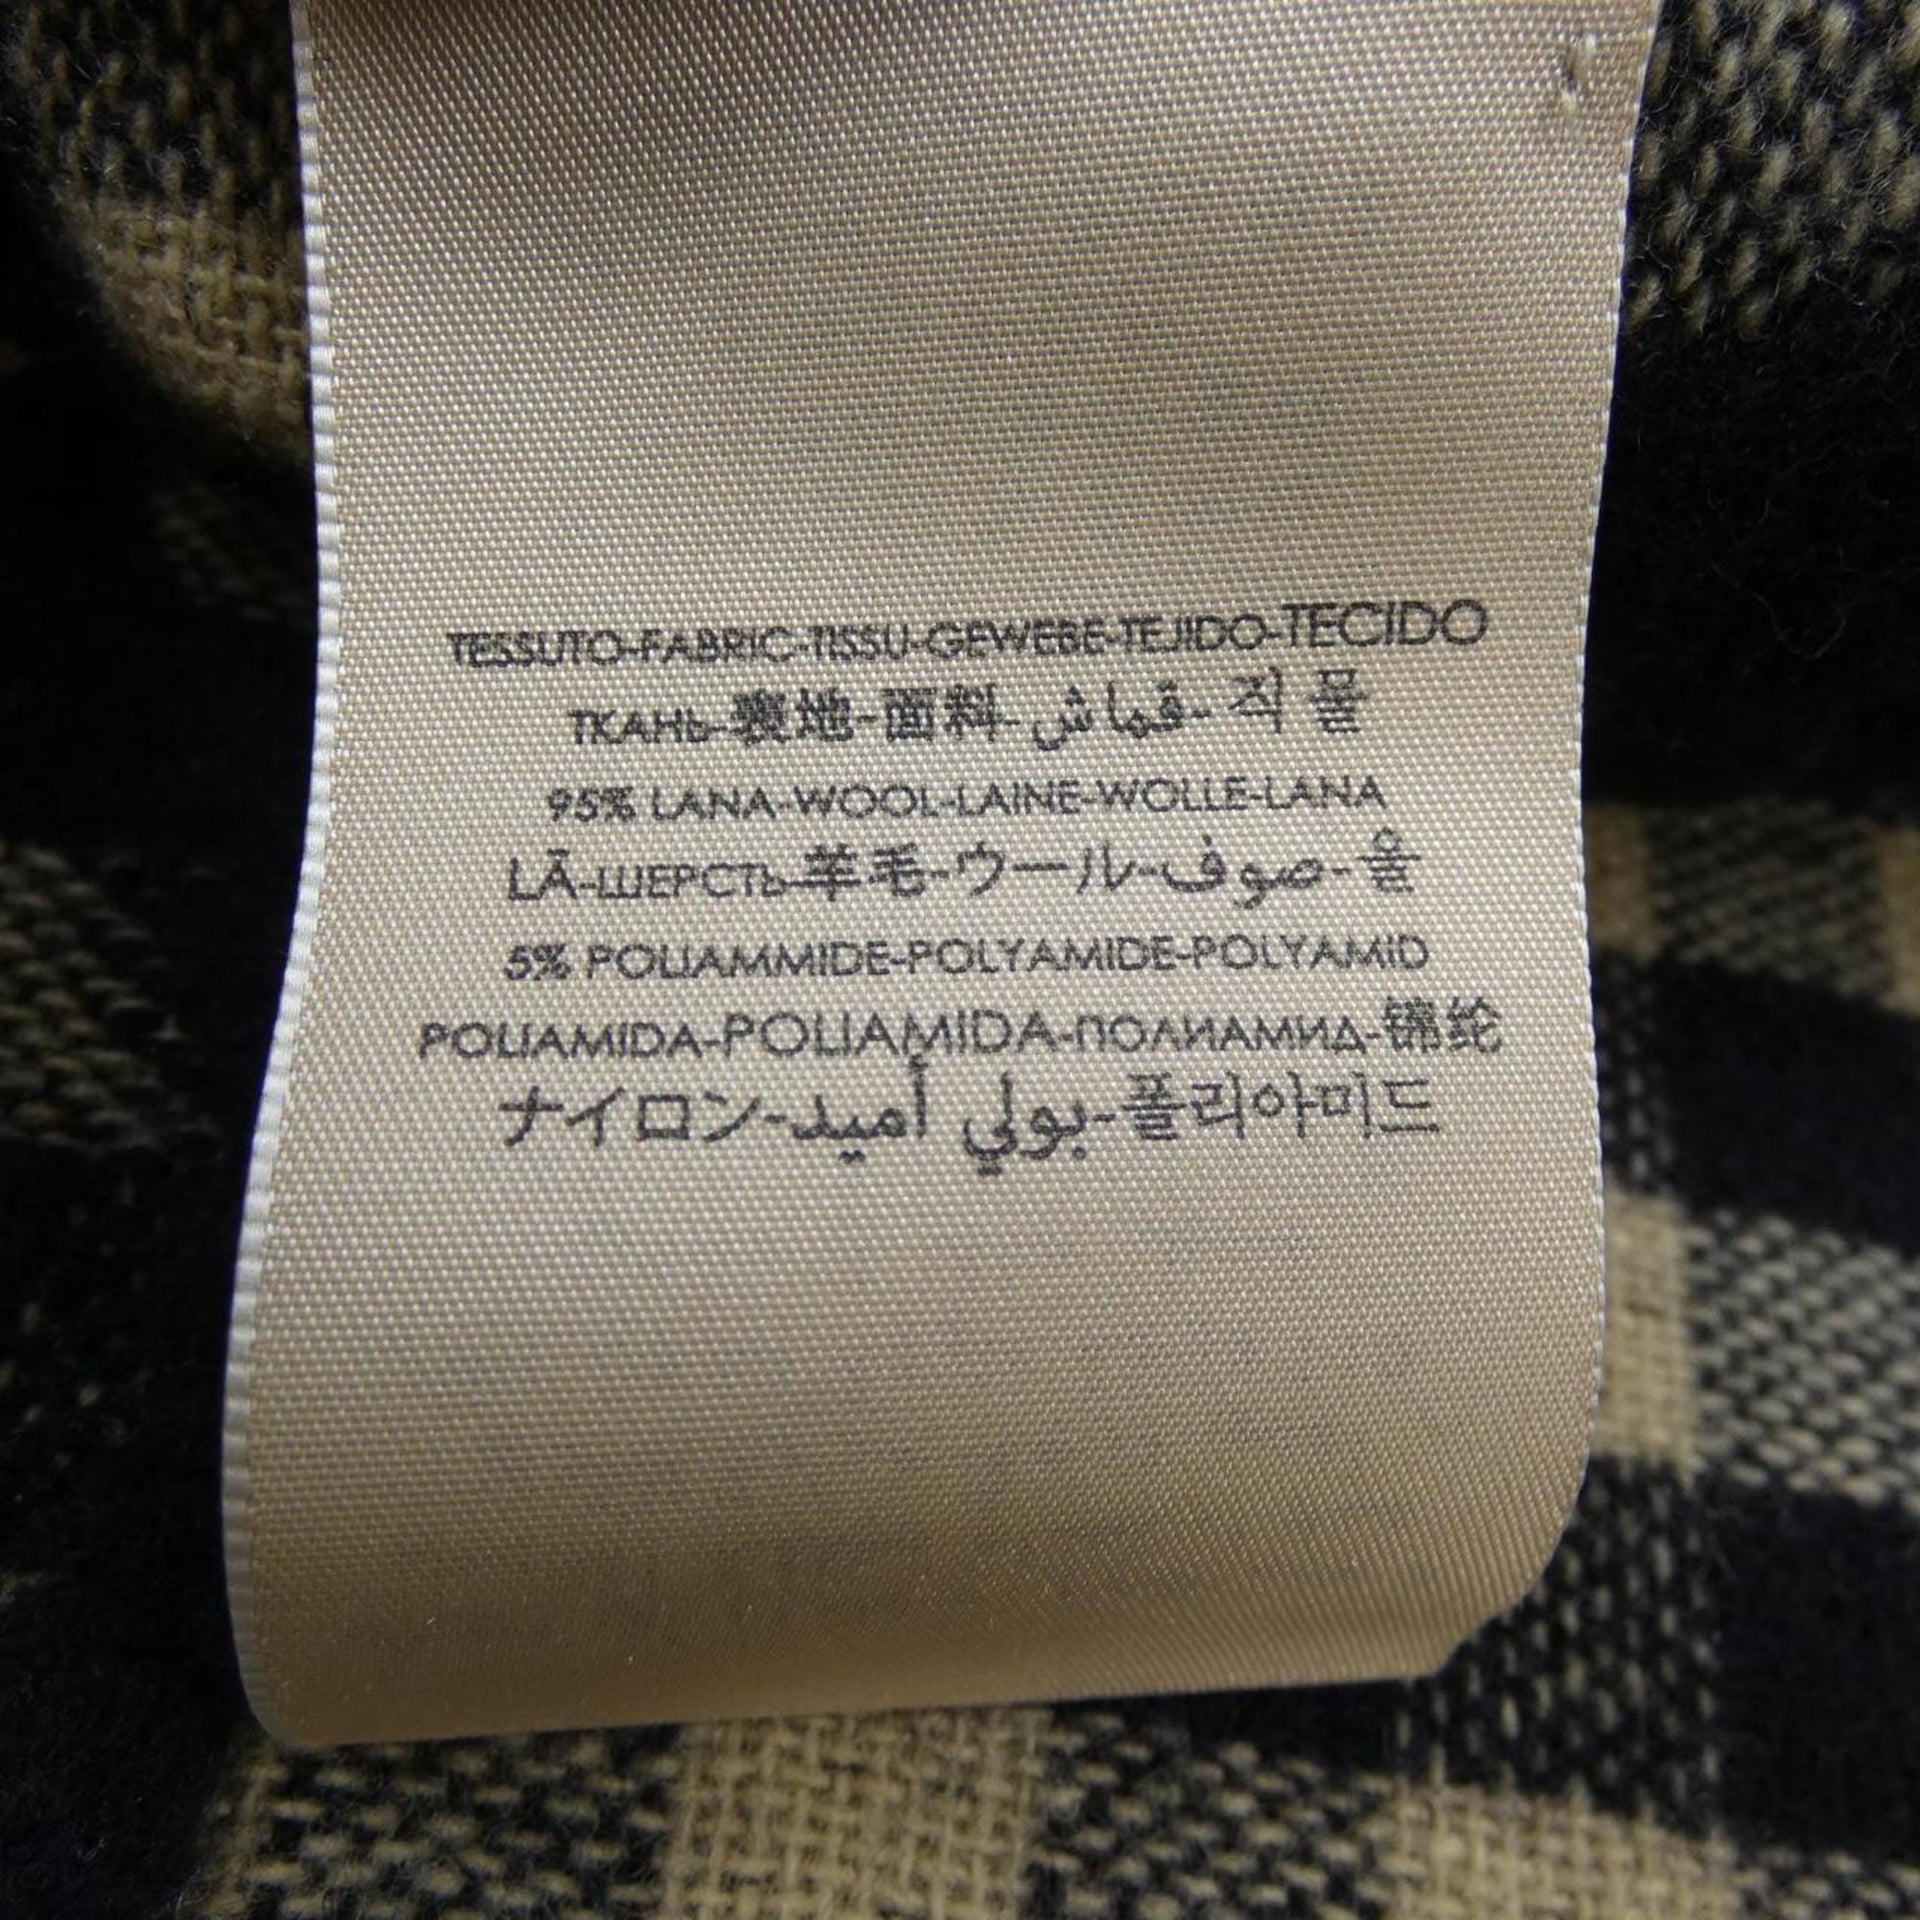 TESSUTO-FABRIC-TISSU-GEWEBE-TEJIDO-TECIDO
ТКАНЬ-表地-面料-قماش-직물
95% LANA-WOOL-LAINE-WOLLE-LANA
LÃ-ШЕРСТЬ-羊毛-ウール-صوف-울
5% POLIAMMIDE-POLYAMIDE-POLYAMID
POLIAMIDA-POLIAMIDA-ПОЛИАМИД-锦纶
ナイロン-بولي أميد-폴리아미드